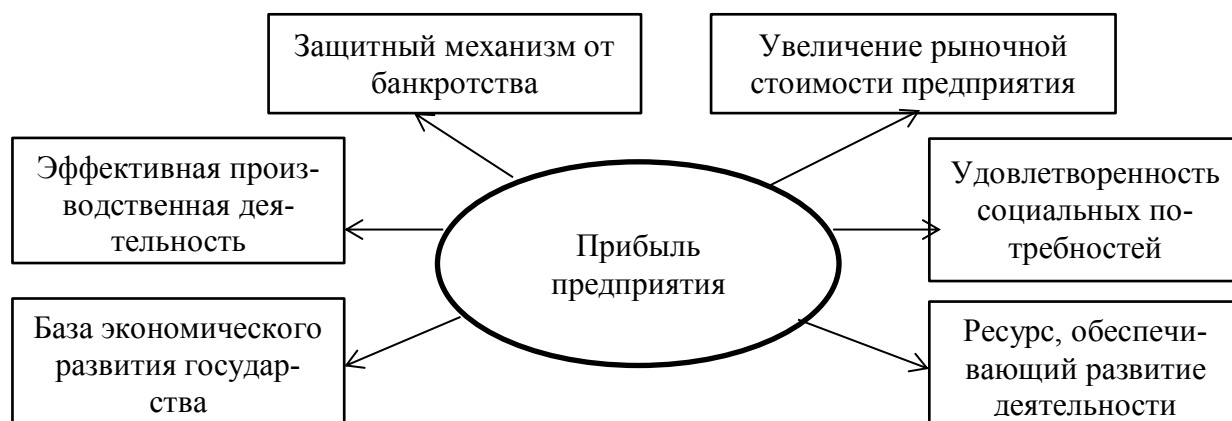 Защитный механизм от
банкротства
Увеличение рыночной
стоимости предприятия
Эффективная произ-
водственная дея-
тельность
Удовлетворенность
социальных по-
требностей
Прибыль
предприятия
База экономического
развития государ-
ства
Ресурс, обеспечи-
вающий развитие
деятельности